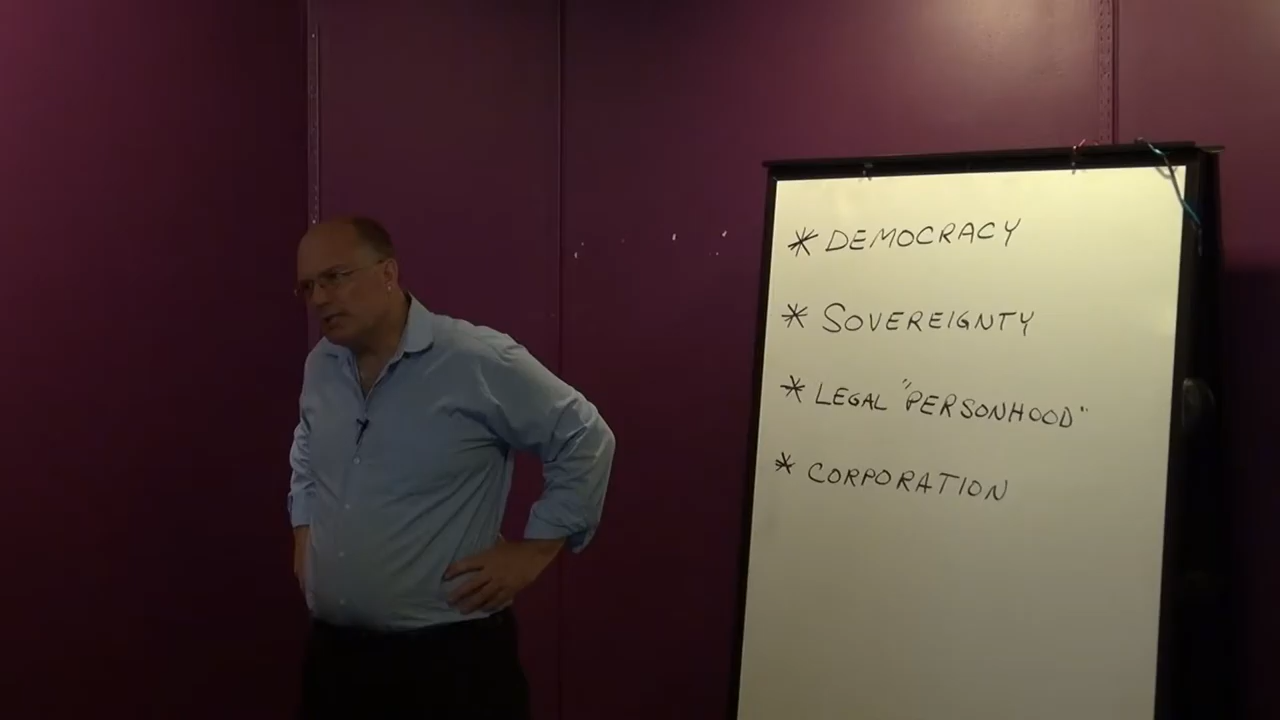 * DEMOCRACY
* SOVEREIGNTY
* LEGAL "PERSONHOOD"
* CORPORATION